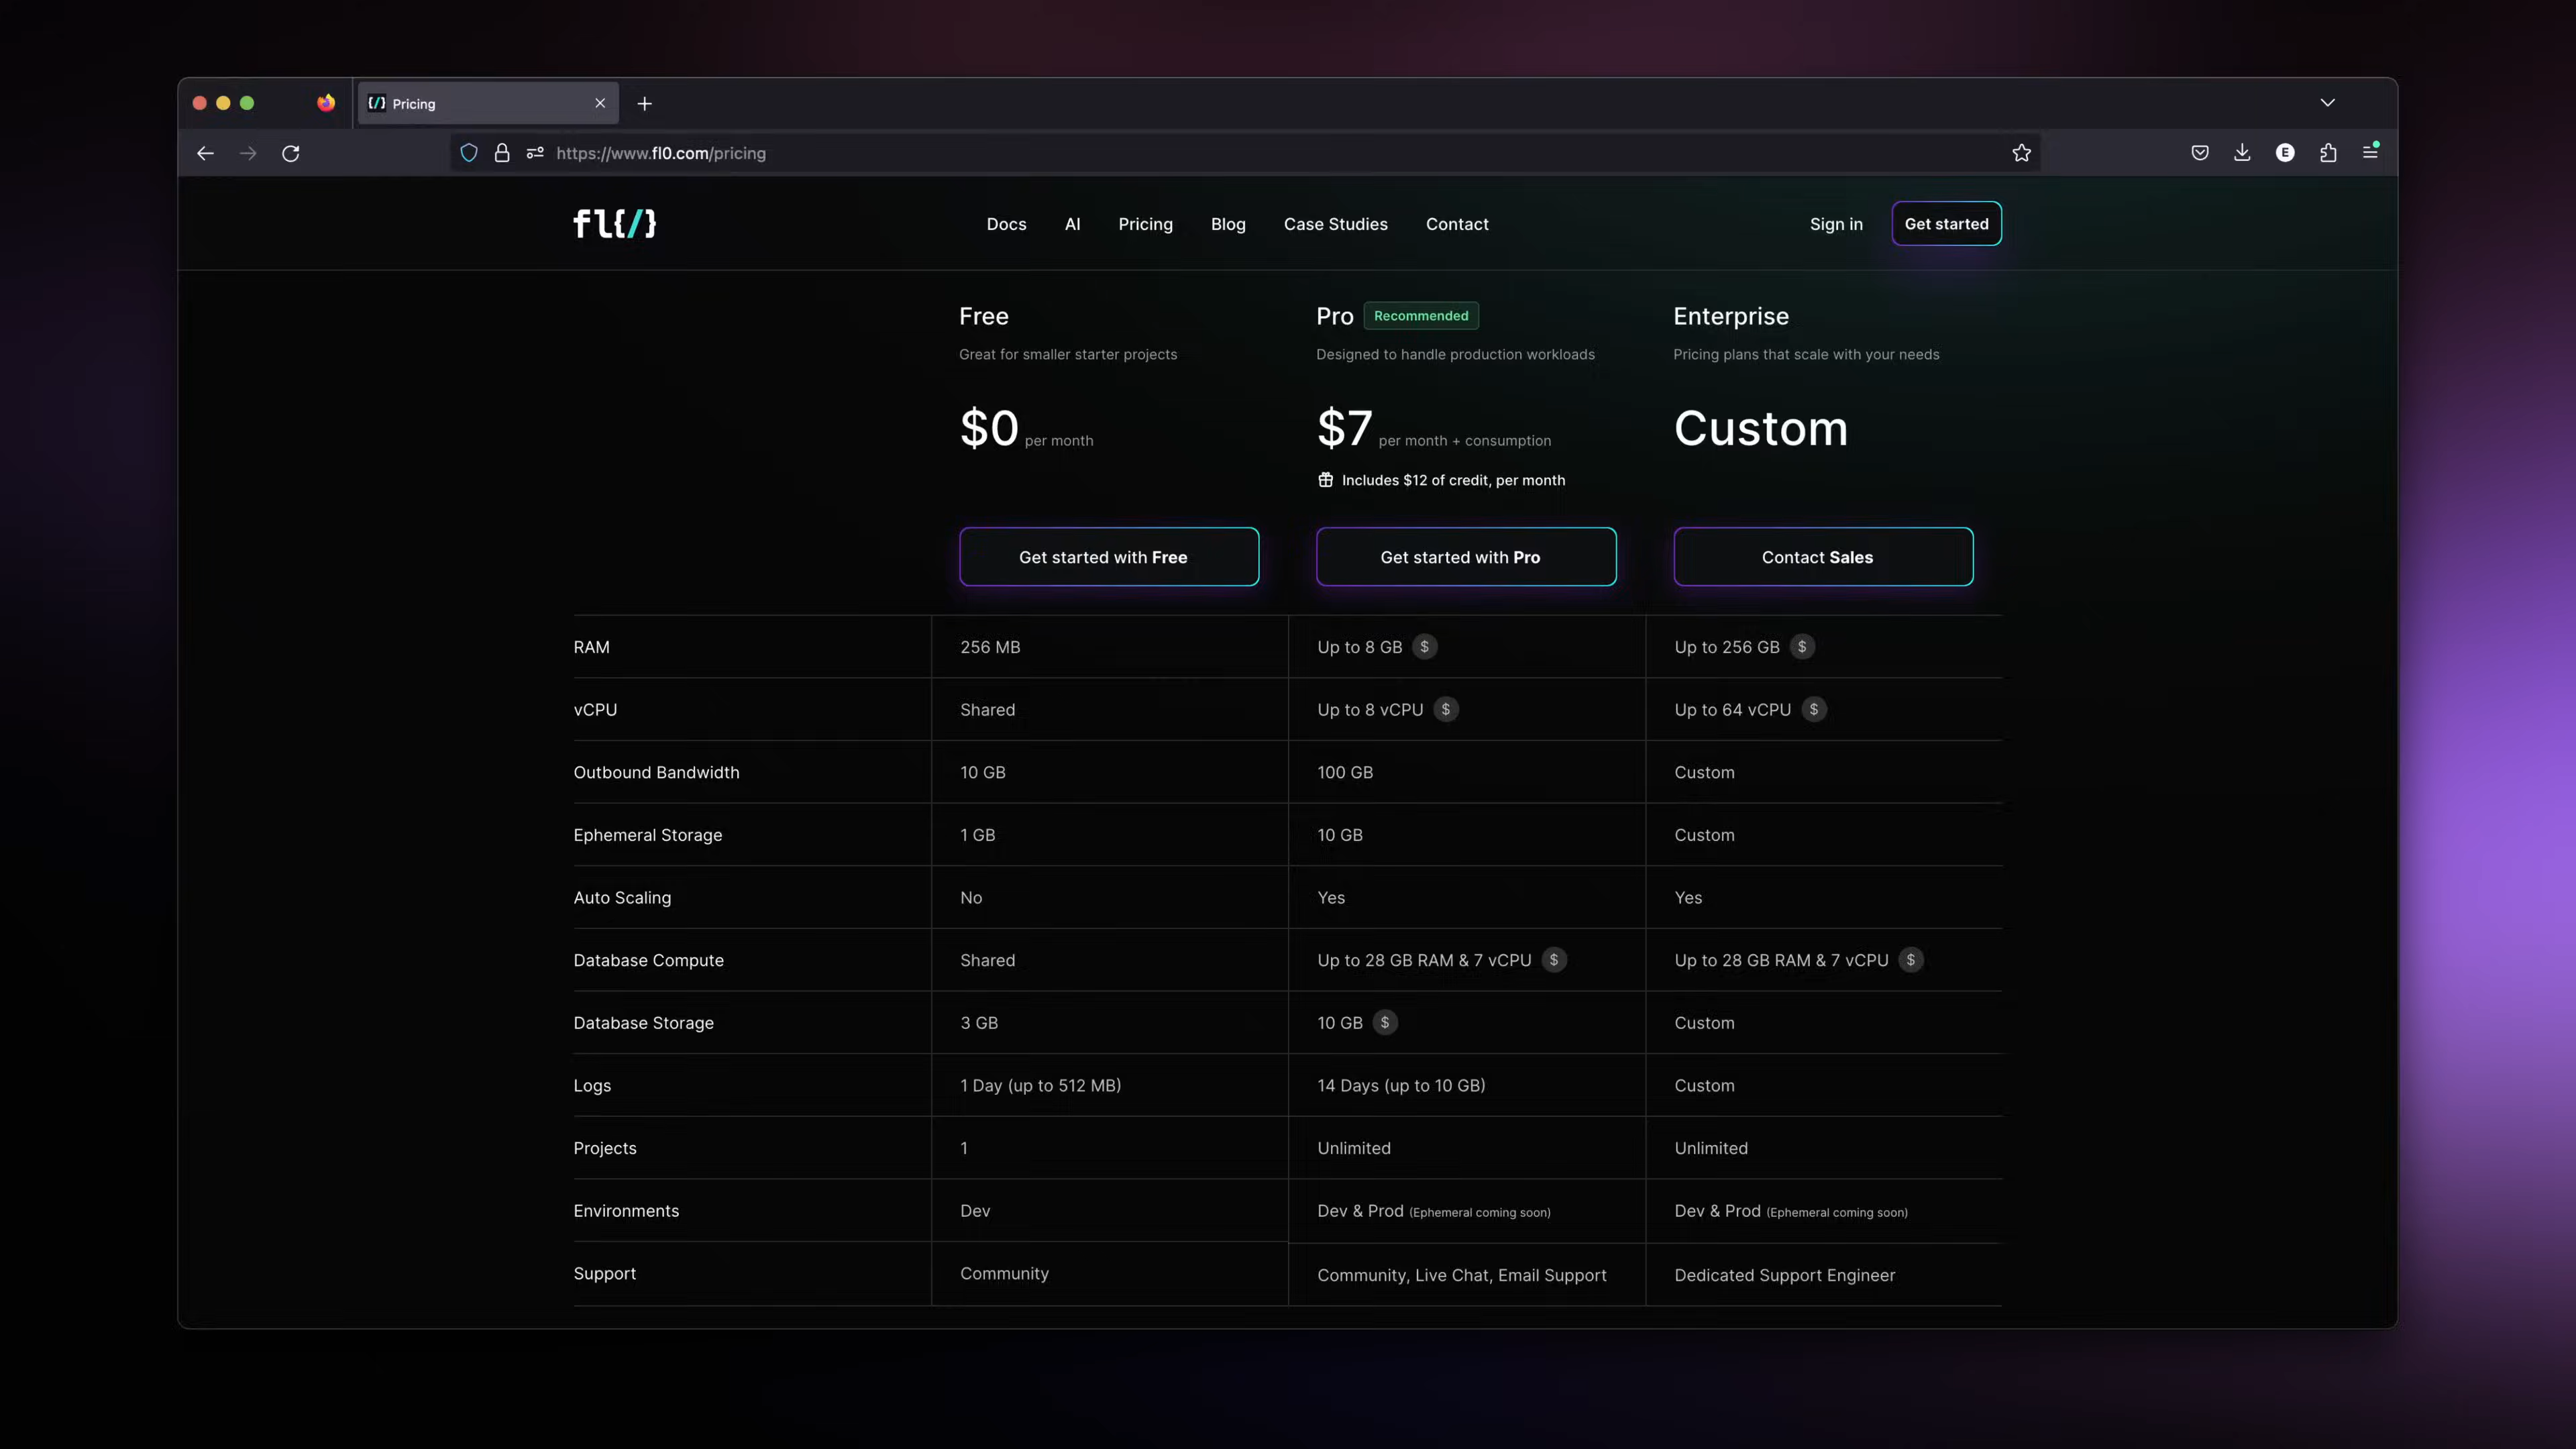 Pricing
https://www.fl0.com/pricing
E
fl{/}
Docs AI Pricing Blog Case Studies Contact Sign in Get started
Free Pro Recommended Enterprise
Great for smaller starter projects Designed to handle production workloads Pricing plans that scale with your needs
$0 per month $7 per month + consumption Custom
Includes $12 of credit, per month
Get started with Free Get started with Pro Contact Sales
RAM 256 MB Up to 8 GB $ Up to 256 GB $
vCPU Shared Up to 8 vCPU $ Up to 64 vCPU $
Outbound Bandwidth 10 GB 100 GB Custom
Ephemeral Storage 1 GB 10 GB Custom
Auto Scaling No Yes Yes
Database Compute Shared Up to 28 GB RAM & 7 vCPU $ Up to 28 GB RAM & 7 vCPU $
Database Storage 3 GB 10 GB $ Custom
Logs 1 Day (up to 512 MB) 14 Days (up to 10 GB) Custom
Projects 1 Unlimited Unlimited
Environments Dev Dev & Prod (Ephemeral coming soon) Dev & Prod (Ephemeral coming soon)
Support Community Community, Live Chat, Email Support Dedicated Support Engineer